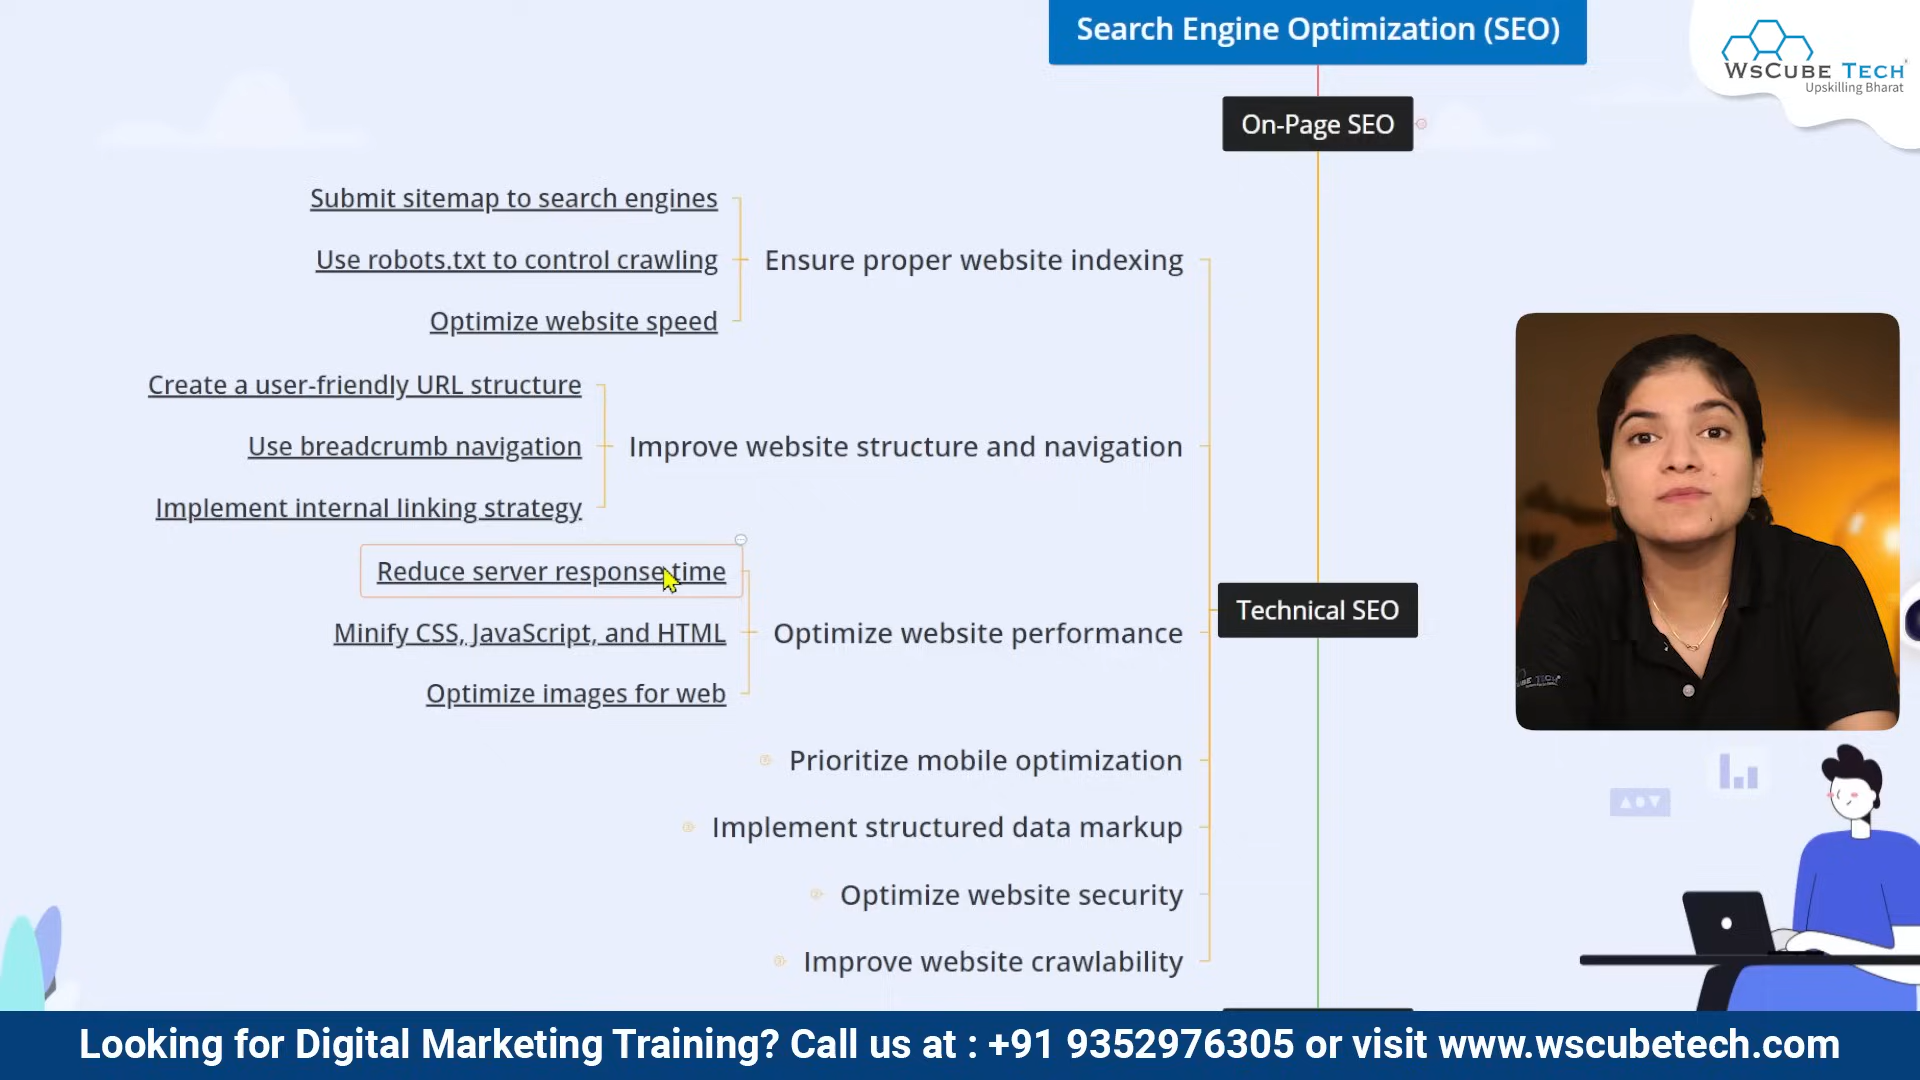 Search Engine Optimization (SEO)
WsCube Tech
Upskilling Bharat
On-Page SEO
Submit sitemap to search engines
Use robots.txt to control crawling
Ensure proper website indexing
Optimize website speed
Create a user-friendly URL structure
Use breadcrumb navigation
Improve website structure and navigation
Implement internal linking strategy
Reduce server response time
Technical SEO
Minify CSS, JavaScript, and HTML
Optimize website performance
Optimize images for web
Prioritize mobile optimization
Implement structured data markup
Optimize website security
Improve website crawlability
Looking for Digital Marketing Training? Call us at : +91 9352976305 or visit www.wscubetech.com